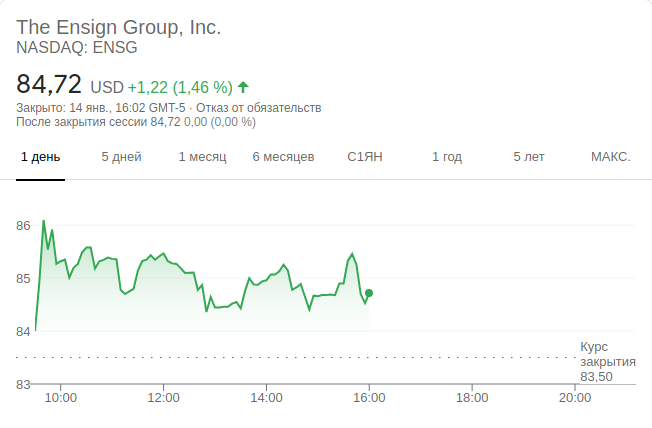 The Ensign Group, Inc.
NASDAQ: ENSG
84,72 USD +1,22 (1,46 %)
Закрыто: 14 янв., 16:02 GMT-5 · Отказ от обязательств
После закрытия сессии 84,72 0,00 (0,00 %)
1 день 5 дней 1 месяц 6 месяцев С1ЯН 1 год 5 лет МАКС.
86
85
84
Курс
закрытия
83,50
83
10:00 12:00 14:00 16:00 18:00 20:00